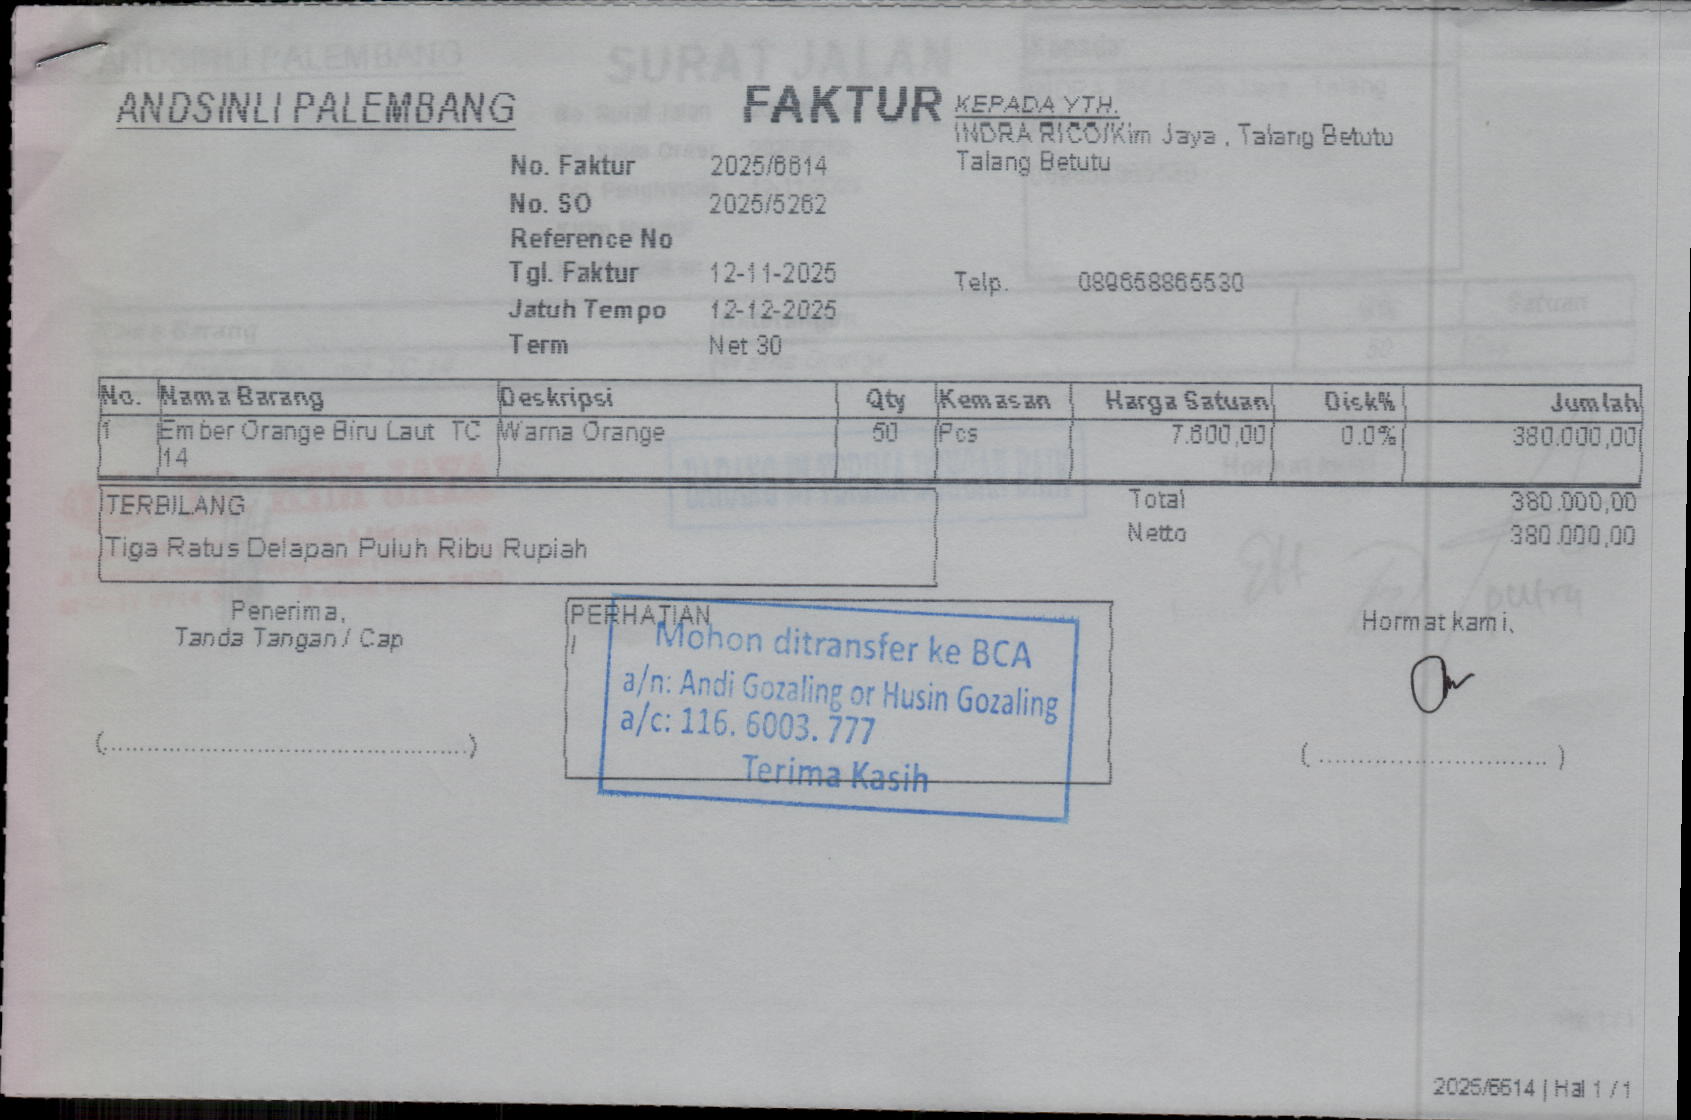 ANDSINLI PALEMBANG
FAKTUR
KEPADA YTH.
INDRA RICO/Kim Jaya , Talang Betutu
Talang Betutu
No. Faktur 2025/6614
No. SO 2025/5262
Reference No
Tgl. Faktur 12-11-2025
Telp. 089658865530
Jatuh Tempo 12-12-2025
Term Net 30
No. Nama Barang Deskripsi Qty Kemasan Harga Satuan Disk% Jumlah
1 Ember Orange Biru Laut TC Warna Orange 50 Pcs 7.600,00 0.0% 380.000,00
14
TERBILANG Total 380.000,00
Tiga Ratus Delapan Puluh Ribu Rupiah Netto 380.000,00
Penerima,
Tanda Tangan / Cap
PERHATIAN
Mohon ditransfer ke BCA
a/n: Andi Gozaling or Husin Gozaling
a/c: 116. 6003. 777
Terima Kasih
Hormat kami,
(............................................)
(............................)
2025/6614 | Hal 1 / 1
SURAT JALAN